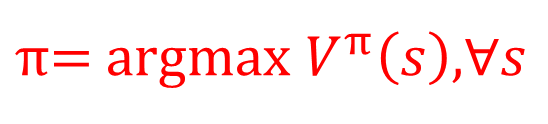 π= argmax V^π(s),∀s